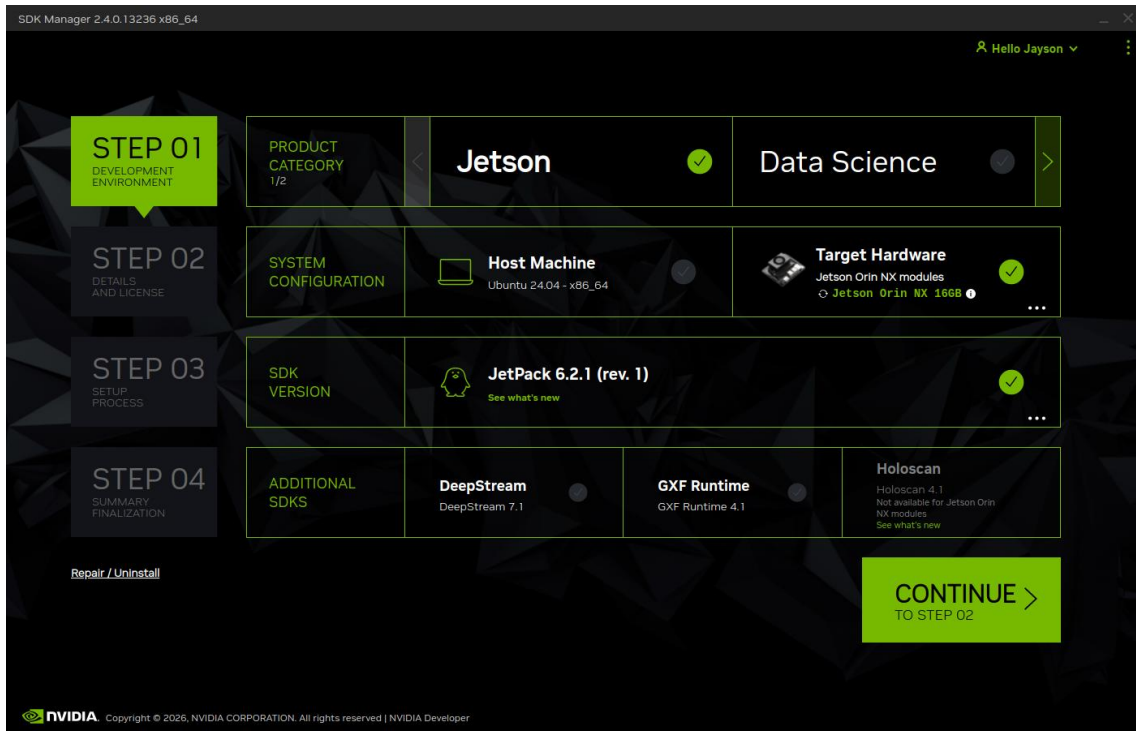 SDK Manager 2.4.0.13236 x86_64
Hello Jayson
STEP 01
DEVELOPMENT
ENVIRONMENT
PRODUCT
CATEGORY
1/2
Jetson
Data Science
STEP 02
DETAILS
AND LICENSE
SYSTEM
CONFIGURATION
Host Machine
Ubuntu 24.04 - x86_64
Target Hardware
Jetson Orin NX modules
Jetson Orin NX 16GB
STEP 03
SETUP
PROCESS
SDK
VERSION
JetPack 6.2.1 (rev. 1)
See what's new
STEP 04
SUMMARY
FINALIZATION
ADDITIONAL
SDKS
DeepStream
DeepStream 7.1
GXF Runtime
GXF Runtime 4.1
Holoscan
Holoscan 4.1
Not available for Jetson Orin
NX modules
See what's new
Repair / Uninstall
CONTINUE
TO STEP 02
NVIDIA. Copyright © 2026, NVIDIA CORPORATION. All rights reserved | NVIDIA Developer